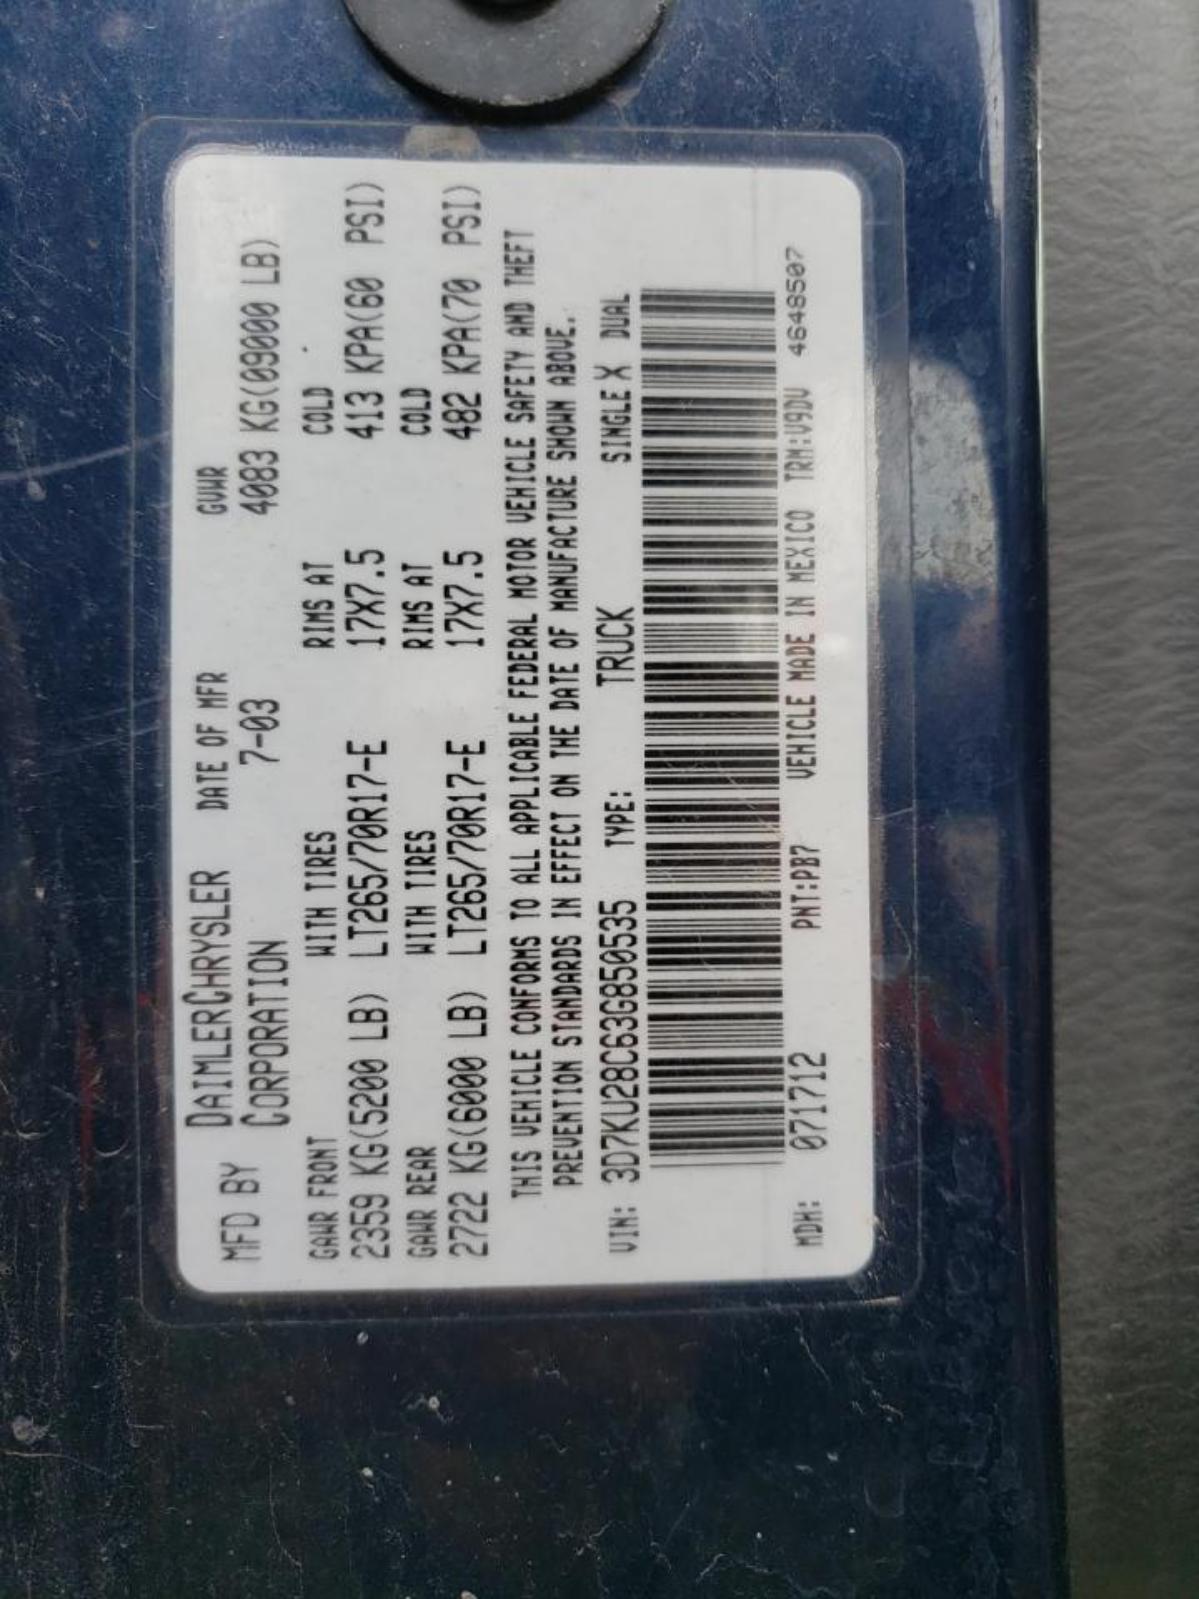 MFD BY DAIMLERCHRYSLER CORPORATION DATE OF MFR 7-03 GVWR 4083 KG(09000 LB)
GAWR FRONT WITH TIRES RIMS AT COLD
2359 KG(5200 LB) LT265/70R17-E 17X7.5 413 KPA(60 PSI)
GAWR REAR WITH TIRES RIMS AT COLD
2722 KG(6000 LB) LT265/70R17-E 17X7.5 482 KPA(70 PSI)
THIS VEHICLE CONFORMS TO ALL APPLICABLE FEDERAL MOTOR VEHICLE SAFETY AND THEFT
PREVENTION STANDARDS IN EFFECT ON THE DATE OF MANUFACTURE SHOWN ABOVE.
VIN: 3D7KU28C63G850535 TYPE: TRUCK SINGLE X DUAL
MDH: 071712 PNT:PB7 VEHICLE MADE IN MEXICO TRM:V9DV 4648507